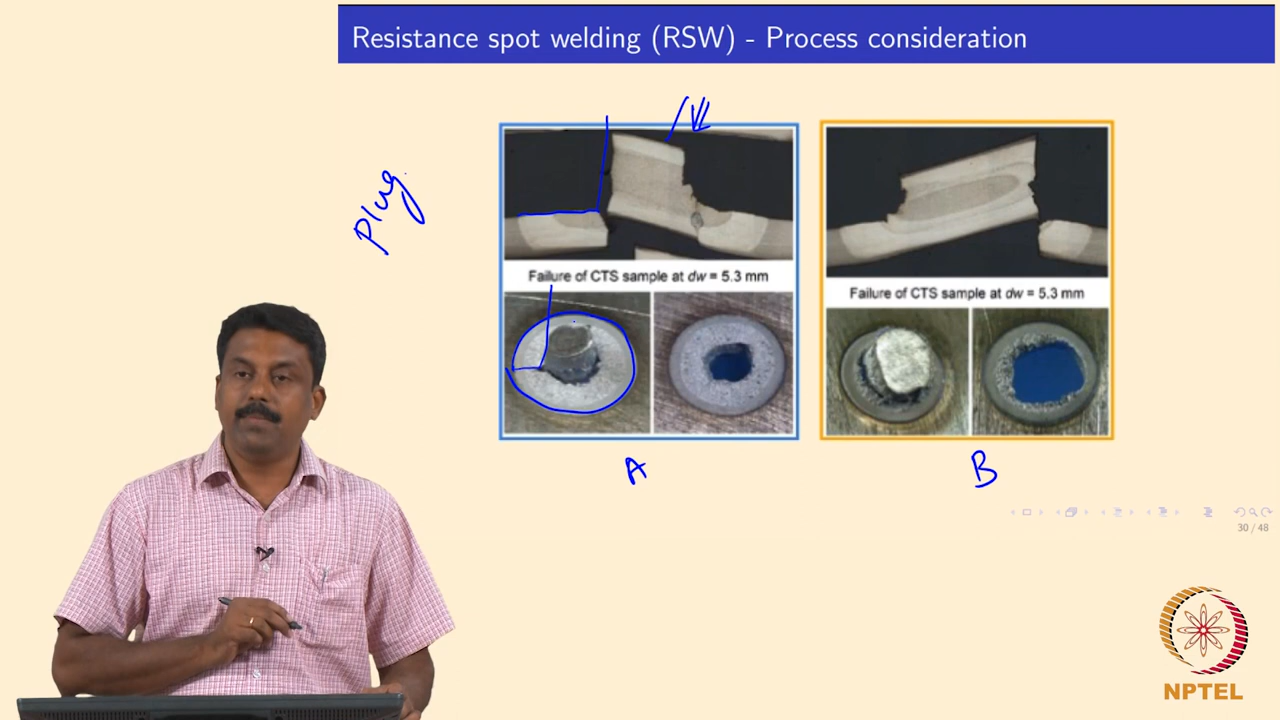 Resistance spot welding (RSW) - Process consideration
Plug
Failure of CTS sample at dw = 5.3 mm
Failure of CTS sample at dw = 5.3 mm
A
B
30 / 48
NPTEL